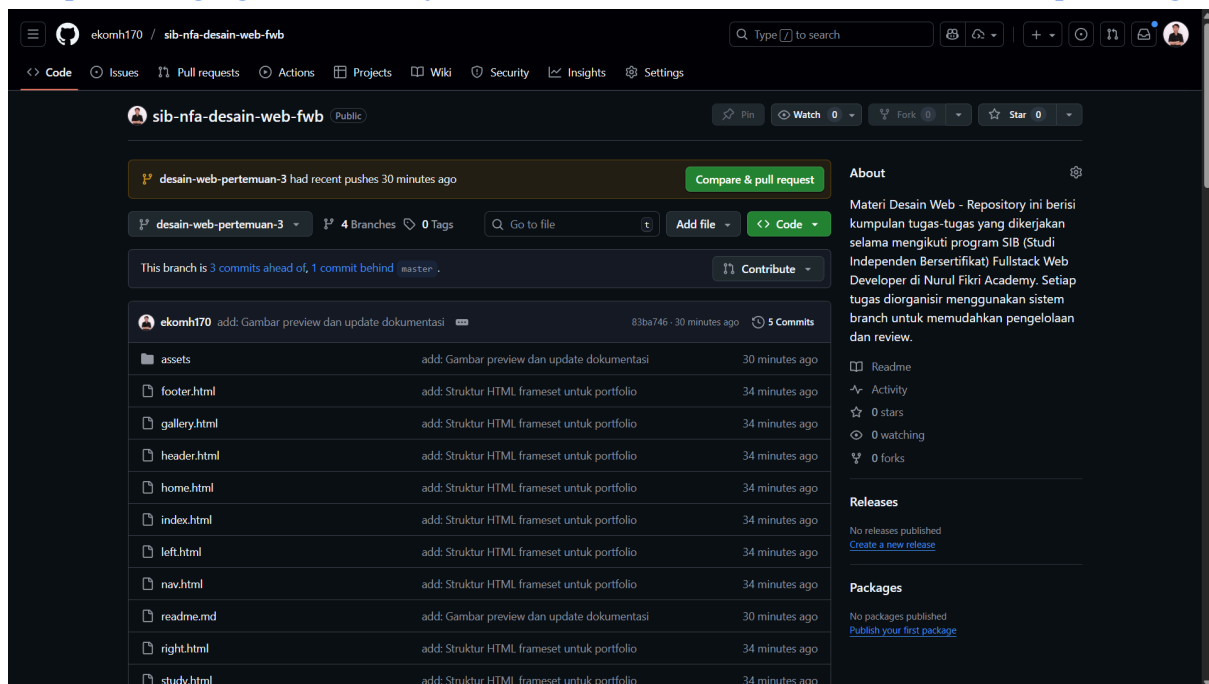 ekomh170 / sib-nfa-desain-web-fwb
Type / to search
Code Issues Pull requests Actions Projects Wiki Security Insights Settings
sib-nfa-desain-web-fwb Public
Pin Watch 0 Fork 0 Star 0
desain-web-pertemuan-3 had recent pushes 30 minutes ago
Compare & pull request
desain-web-pertemuan-3 4 Branches 0 Tags Go to file t Add file Code
This branch is 3 commits ahead of, 1 commit behind master .
Contribute
ekomh170 add: Gambar preview dan update dokumentasi 83ba746 · 30 minutes ago 5 Commits
assets add: Gambar preview dan update dokumentasi 30 minutes ago
footer.html add: Struktur HTML frameset untuk portfolio 34 minutes ago
gallery.html add: Struktur HTML frameset untuk portfolio 34 minutes ago
header.html add: Struktur HTML frameset untuk portfolio 34 minutes ago
home.html add: Struktur HTML frameset untuk portfolio 34 minutes ago
index.html add: Struktur HTML frameset untuk portfolio 34 minutes ago
left.html add: Struktur HTML frameset untuk portfolio 34 minutes ago
nav.html add: Struktur HTML frameset untuk portfolio 34 minutes ago
readme.md add: Gambar preview dan update dokumentasi 30 minutes ago
right.html add: Struktur HTML frameset untuk portfolio 34 minutes ago
study.html add: Struktur HTML frameset untuk portfolio 34 minutes ago
About
Materi Desain Web - Repository ini berisi
kumpulan tugas-tugas yang dikerjakan
selama mengikuti program SIB (Studi
Independen Bersertifikat) Fullstack Web
Developer di Nurul Fikri Academy. Setiap
tugas diorganisir menggunakan sistem
branch untuk memudahkan pengelolaan
dan review.
Readme
Activity
0 stars
0 watching
0 forks
Releases
No releases published
Create a new release
Packages
No packages published
Publish your first package